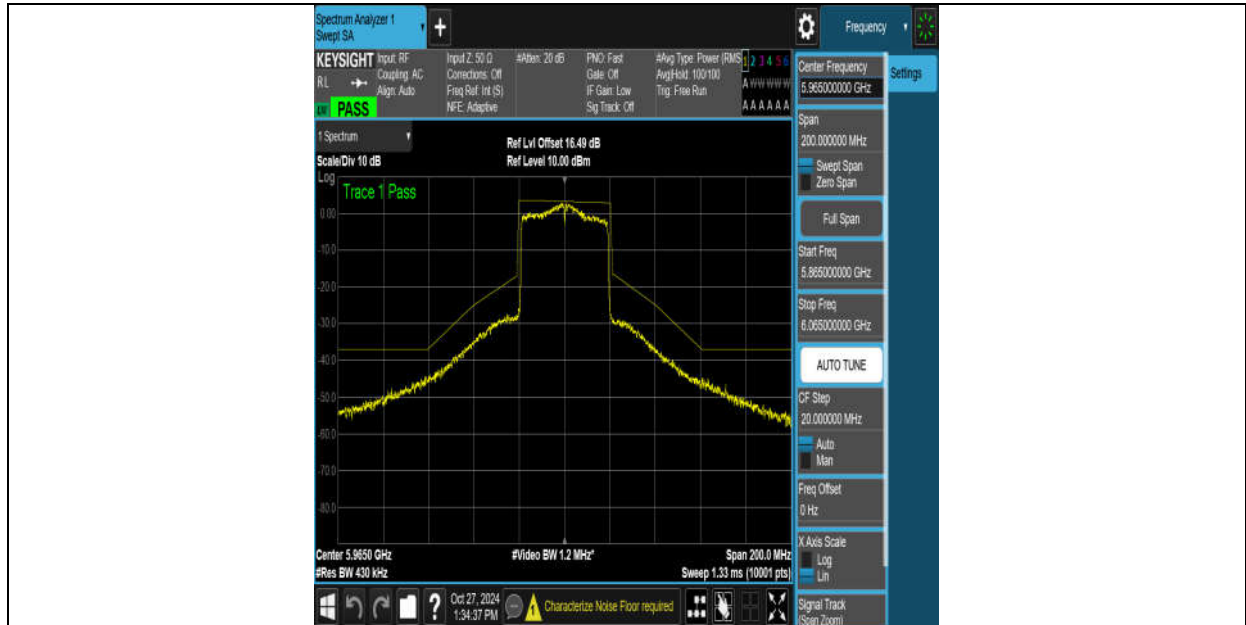 Spectrum Analyzer 1
Swept SA
+
Frequency
KEYSIGHT
Input: RF
Coupling: AC
Align: Auto
Input Z: 50 Ω
Corrections: Off
Freq Ref: Int (S)
NFE: Adaptive
#Atten: 20 dB
PNO: Fast
Gate: Off
IF Gain: Low
Sig Track: Off
#Avg Type: Power (RMS
Avg|Hold: 100/100
Trig: Free Run
1 2 3 4 5 6
A W W W W W
A A A A A A
RL
PASS
1 Spectrum
Scale/Div 10 dB
Ref Lvl Offset 16.49 dB
Ref Level 10.00 dBm
Log
Trace 1 Pass
0.00
-10.0
-20.0
-30.0
-40.0
-50.0
-60.0
-70.0
-80.0
Center 5.9650 GHz
#Res BW 430 kHz
#Video BW 1.2 MHz*
Span 200.0 MHz
Sweep 1.33 ms (10001 pts)
Center Frequency
5.965000000 GHz
Settings
Span
200.000000 MHz
Swept Span
Zero Span
Full Span
Start Freq
5.865000000 GHz
Stop Freq
6.065000000 GHz
AUTO TUNE
CF Step
20.000000 MHz
Auto
Man
Freq Offset
0 Hz
X Axis Scale
Log
Lin
Signal Track
(Span Zoom)
?
Oct 27, 2024
1:34:37 PM
Characterize Noise Floor required